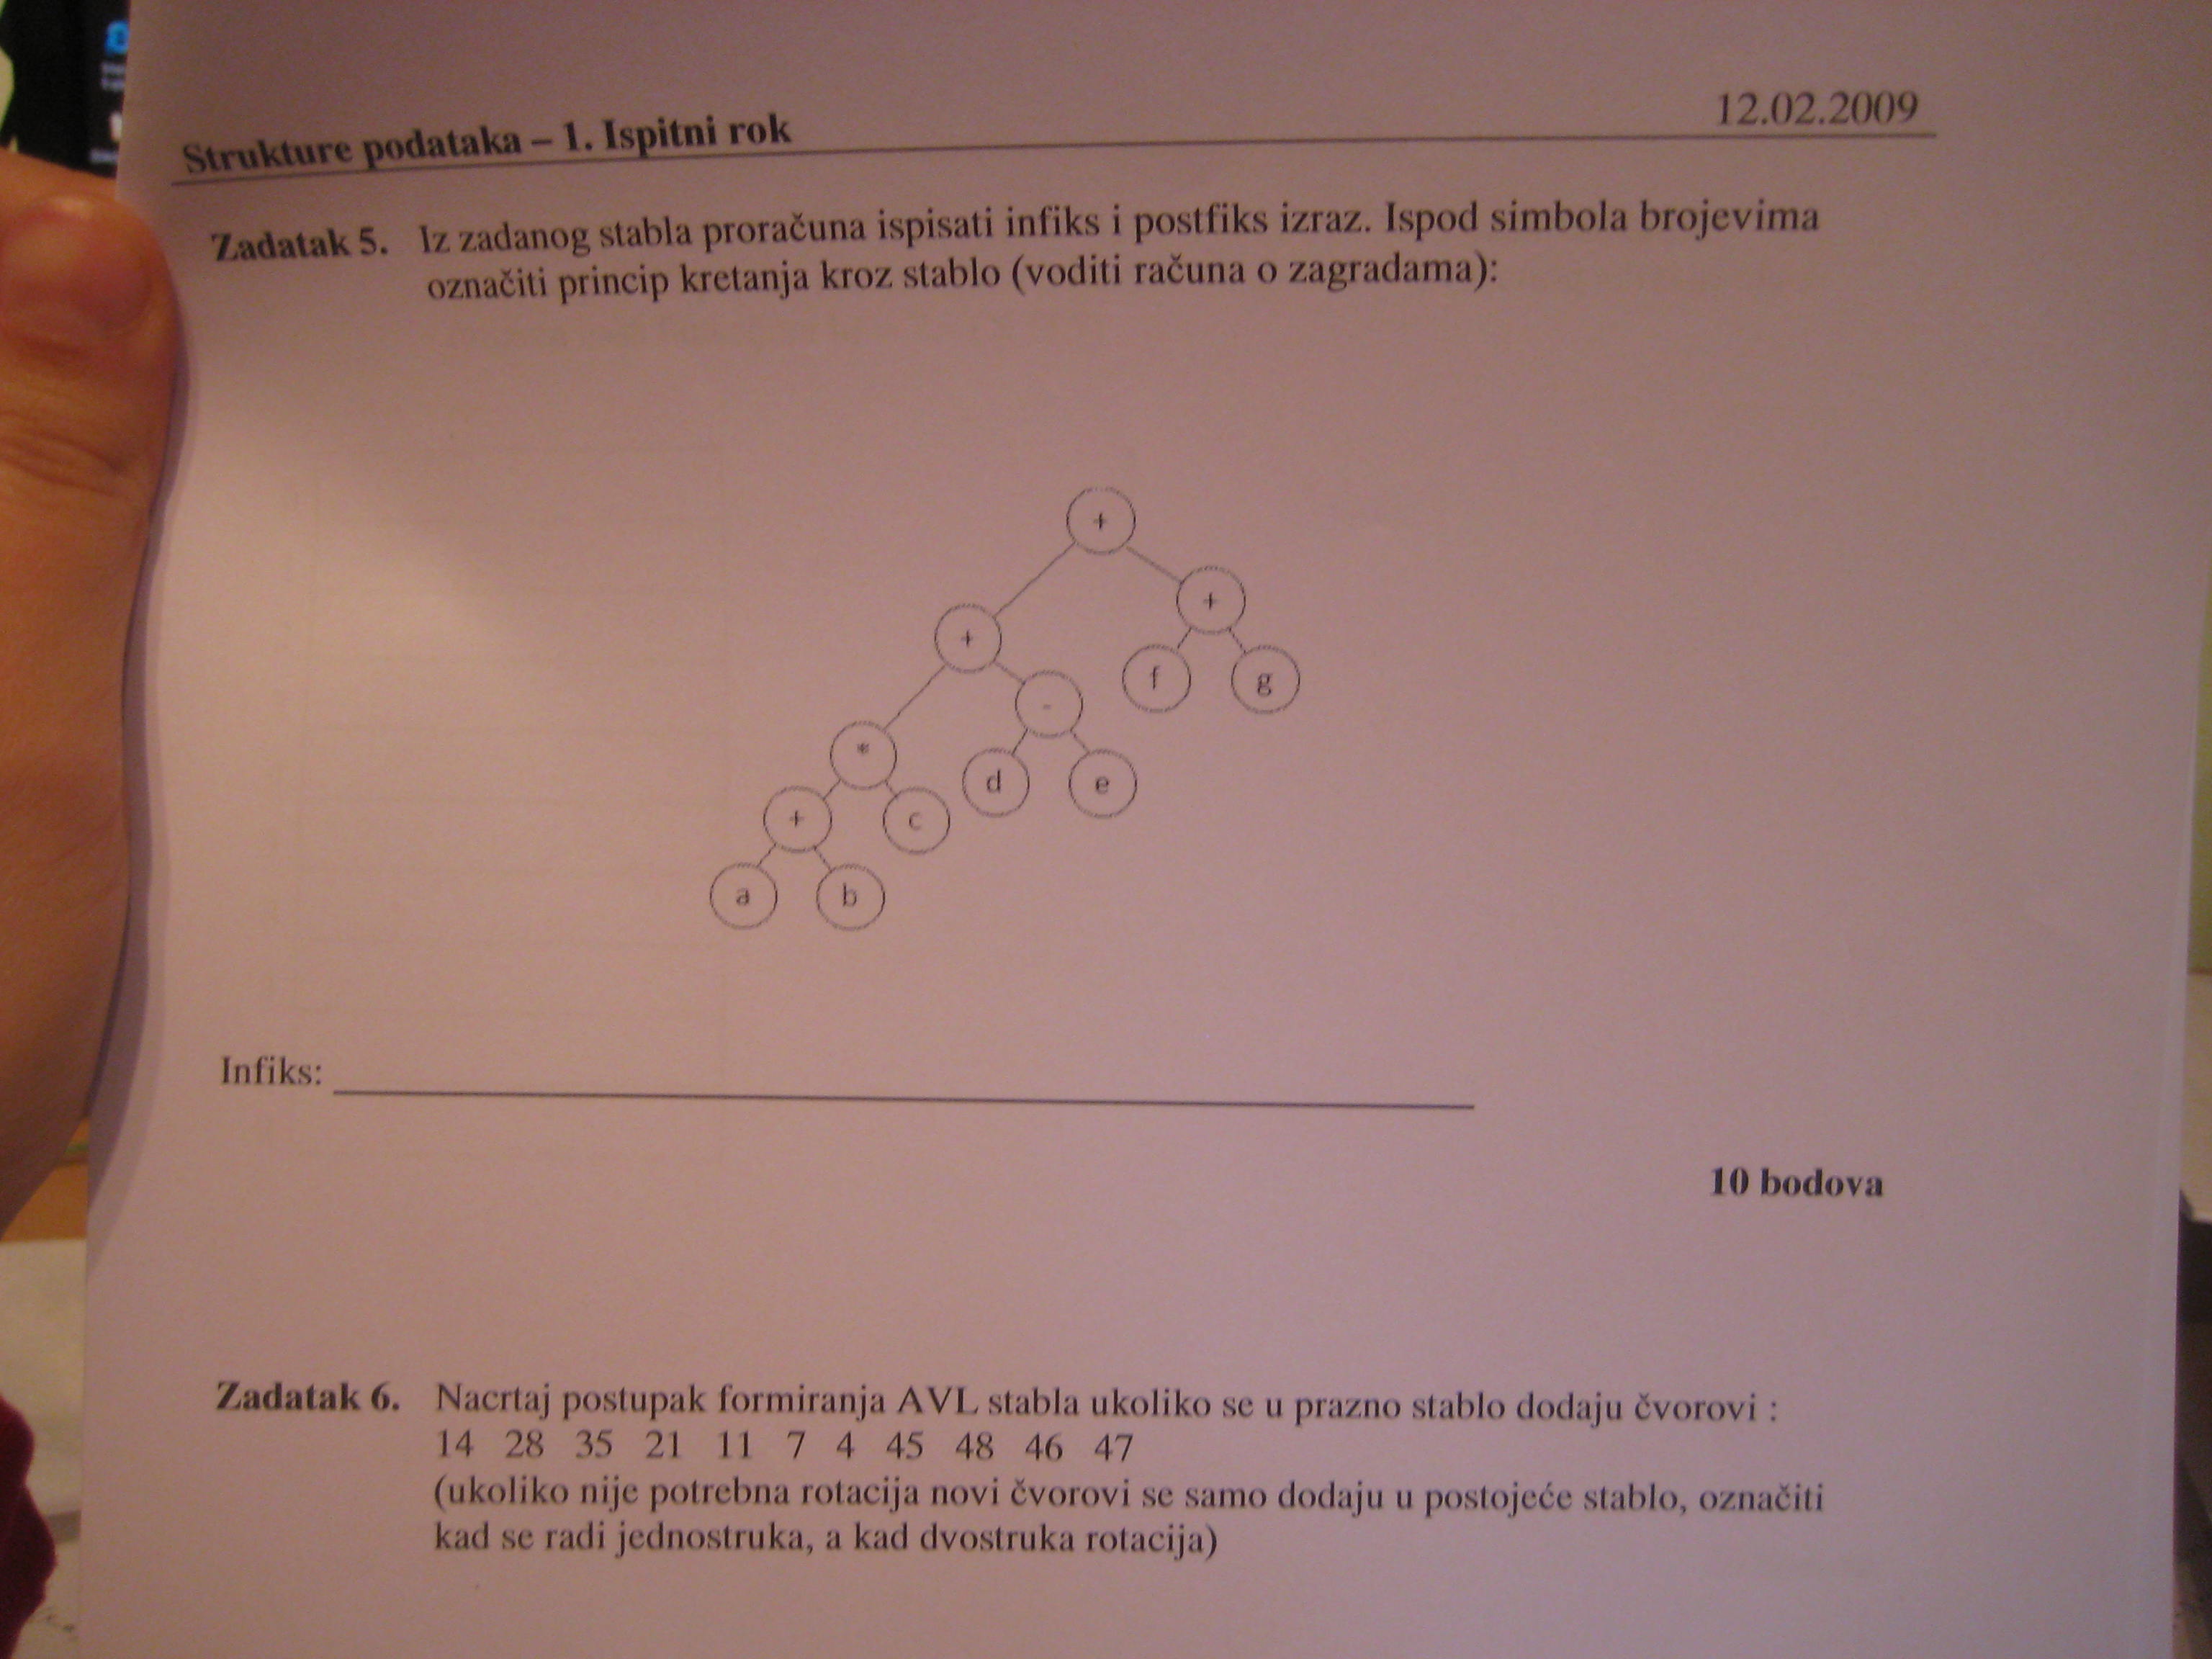 Strukture podataka – 1. Ispitni rok
12.02.2009
Zadatak 5. Iz zadanog stabla proračuna ispisati infiks i postfiks izraz. Ispod simbola brojevima
označiti princip kretanja kroz stablo (voditi računa o zagradama):
+
+
+
f g
-
*
d e
+ c
a b
Infiks:
10 bodova
Zadatak 6. Nacrtaj postupak formiranja AVL stabla ukoliko se u prazno stablo dodaju čvorovi :
14 28 35 21 11 7 4 45 48 46 47
(ukoliko nije potrebna rotacija novi čvorovi se samo dodaju u postojeće stablo, označiti
kad se radi jednostruka, a kad dvostruka rotacija)